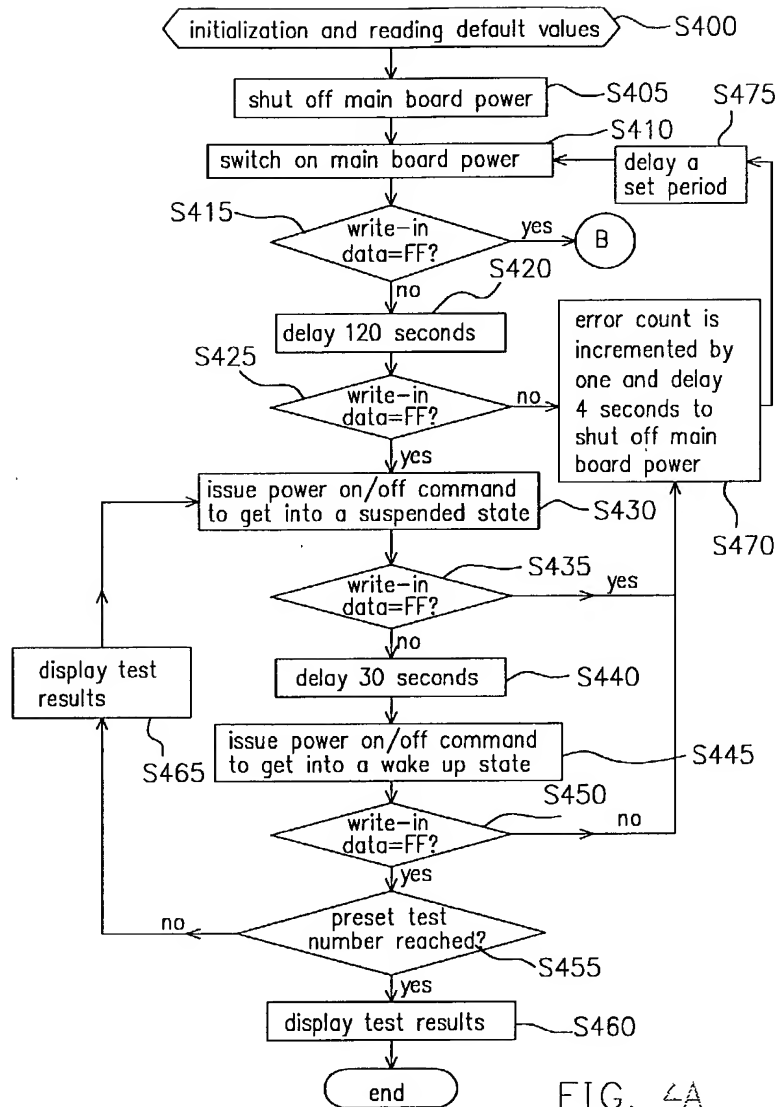 initialization and reading default values
S400
shut off main board power
S405
S475
S410
switch on main board power
delay a
set period
S415
write-in
data=FF?
yes
B
no
S420
delay 120 seconds
error count is
incremented by
one and delay
4 seconds to
shut off main
board power
S425
write-in
data=FF?
no
yes
issue power on/off command
to get into a suspended state
S430
S470
S435
write-in
data=FF?
yes
no
display test
results
delay 30 seconds
S440
S465
issue power on/off command
to get into a wake up state
S445
S450
write-in
data=FF?
no
yes
no
preset test
number reached?
S455
yes
display test results
S460
end
FIG. 4A